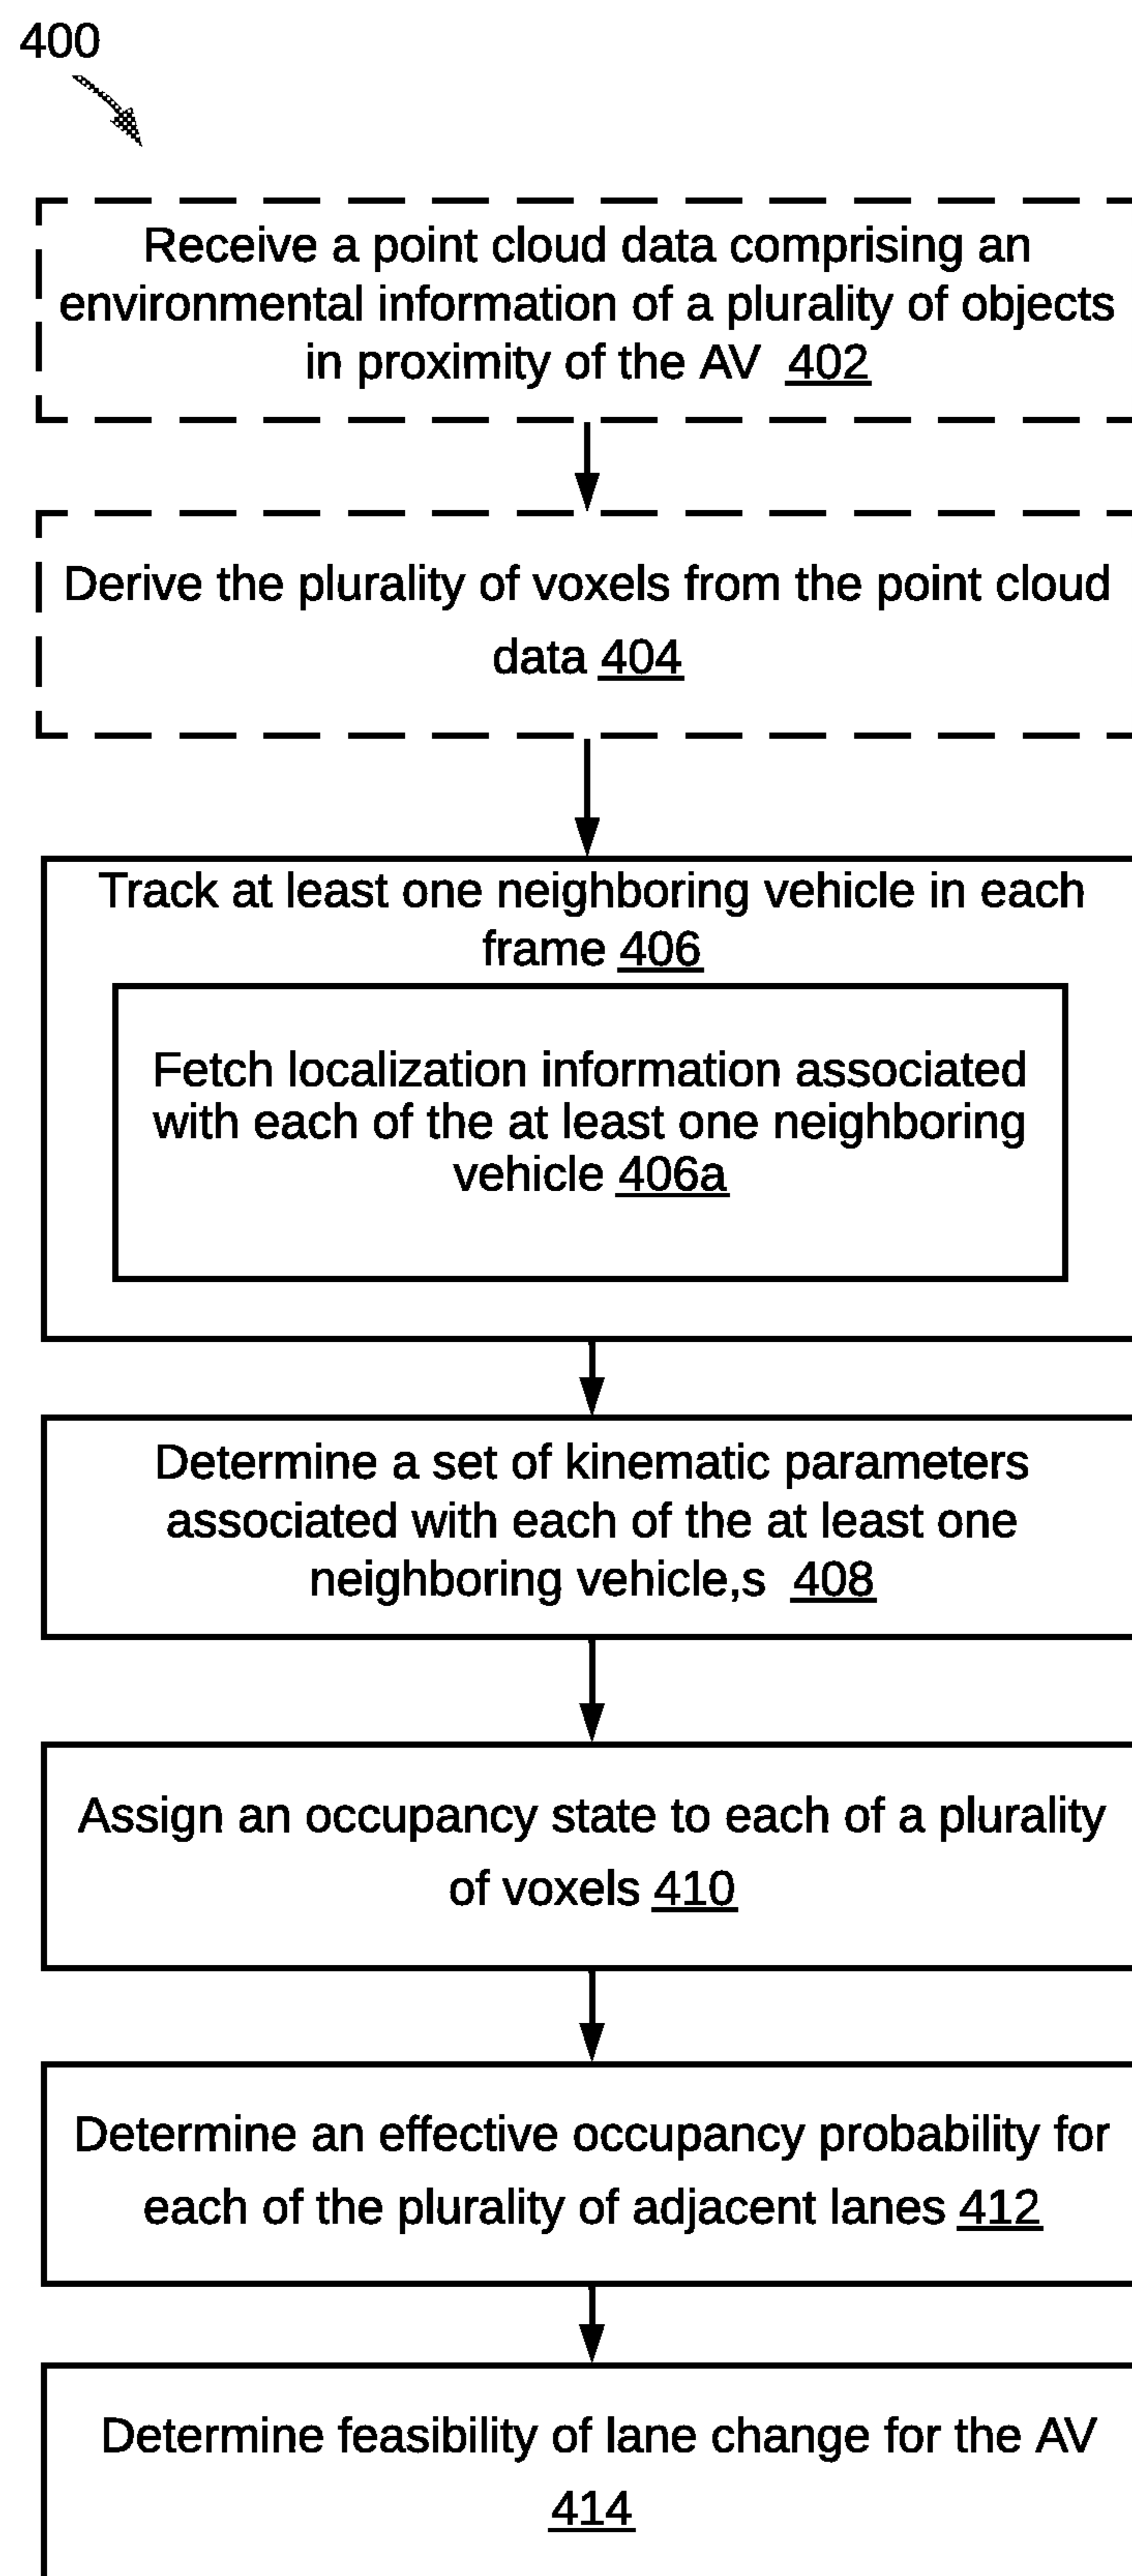 400
Receive a point cloud data comprising an
environmental information of a plurality of objects
in proximity of the AV 402
Derive the plurality of voxels from the point cloud
data 404
Track at least one neighboring vehicle in each
frame 406
Fetch localization information associated
with each of the at least one neighboring
vehicle 406a
Determine a set of kinematic parameters
associated with each of the at least one
neighboring vehicle,s 408
Assign an occupancy state to each of a plurality
of voxels 410
Determine an effective occupancy probability for
each of the plurality of adjacent lanes 412
Determine feasibility of lane change for the AV
414